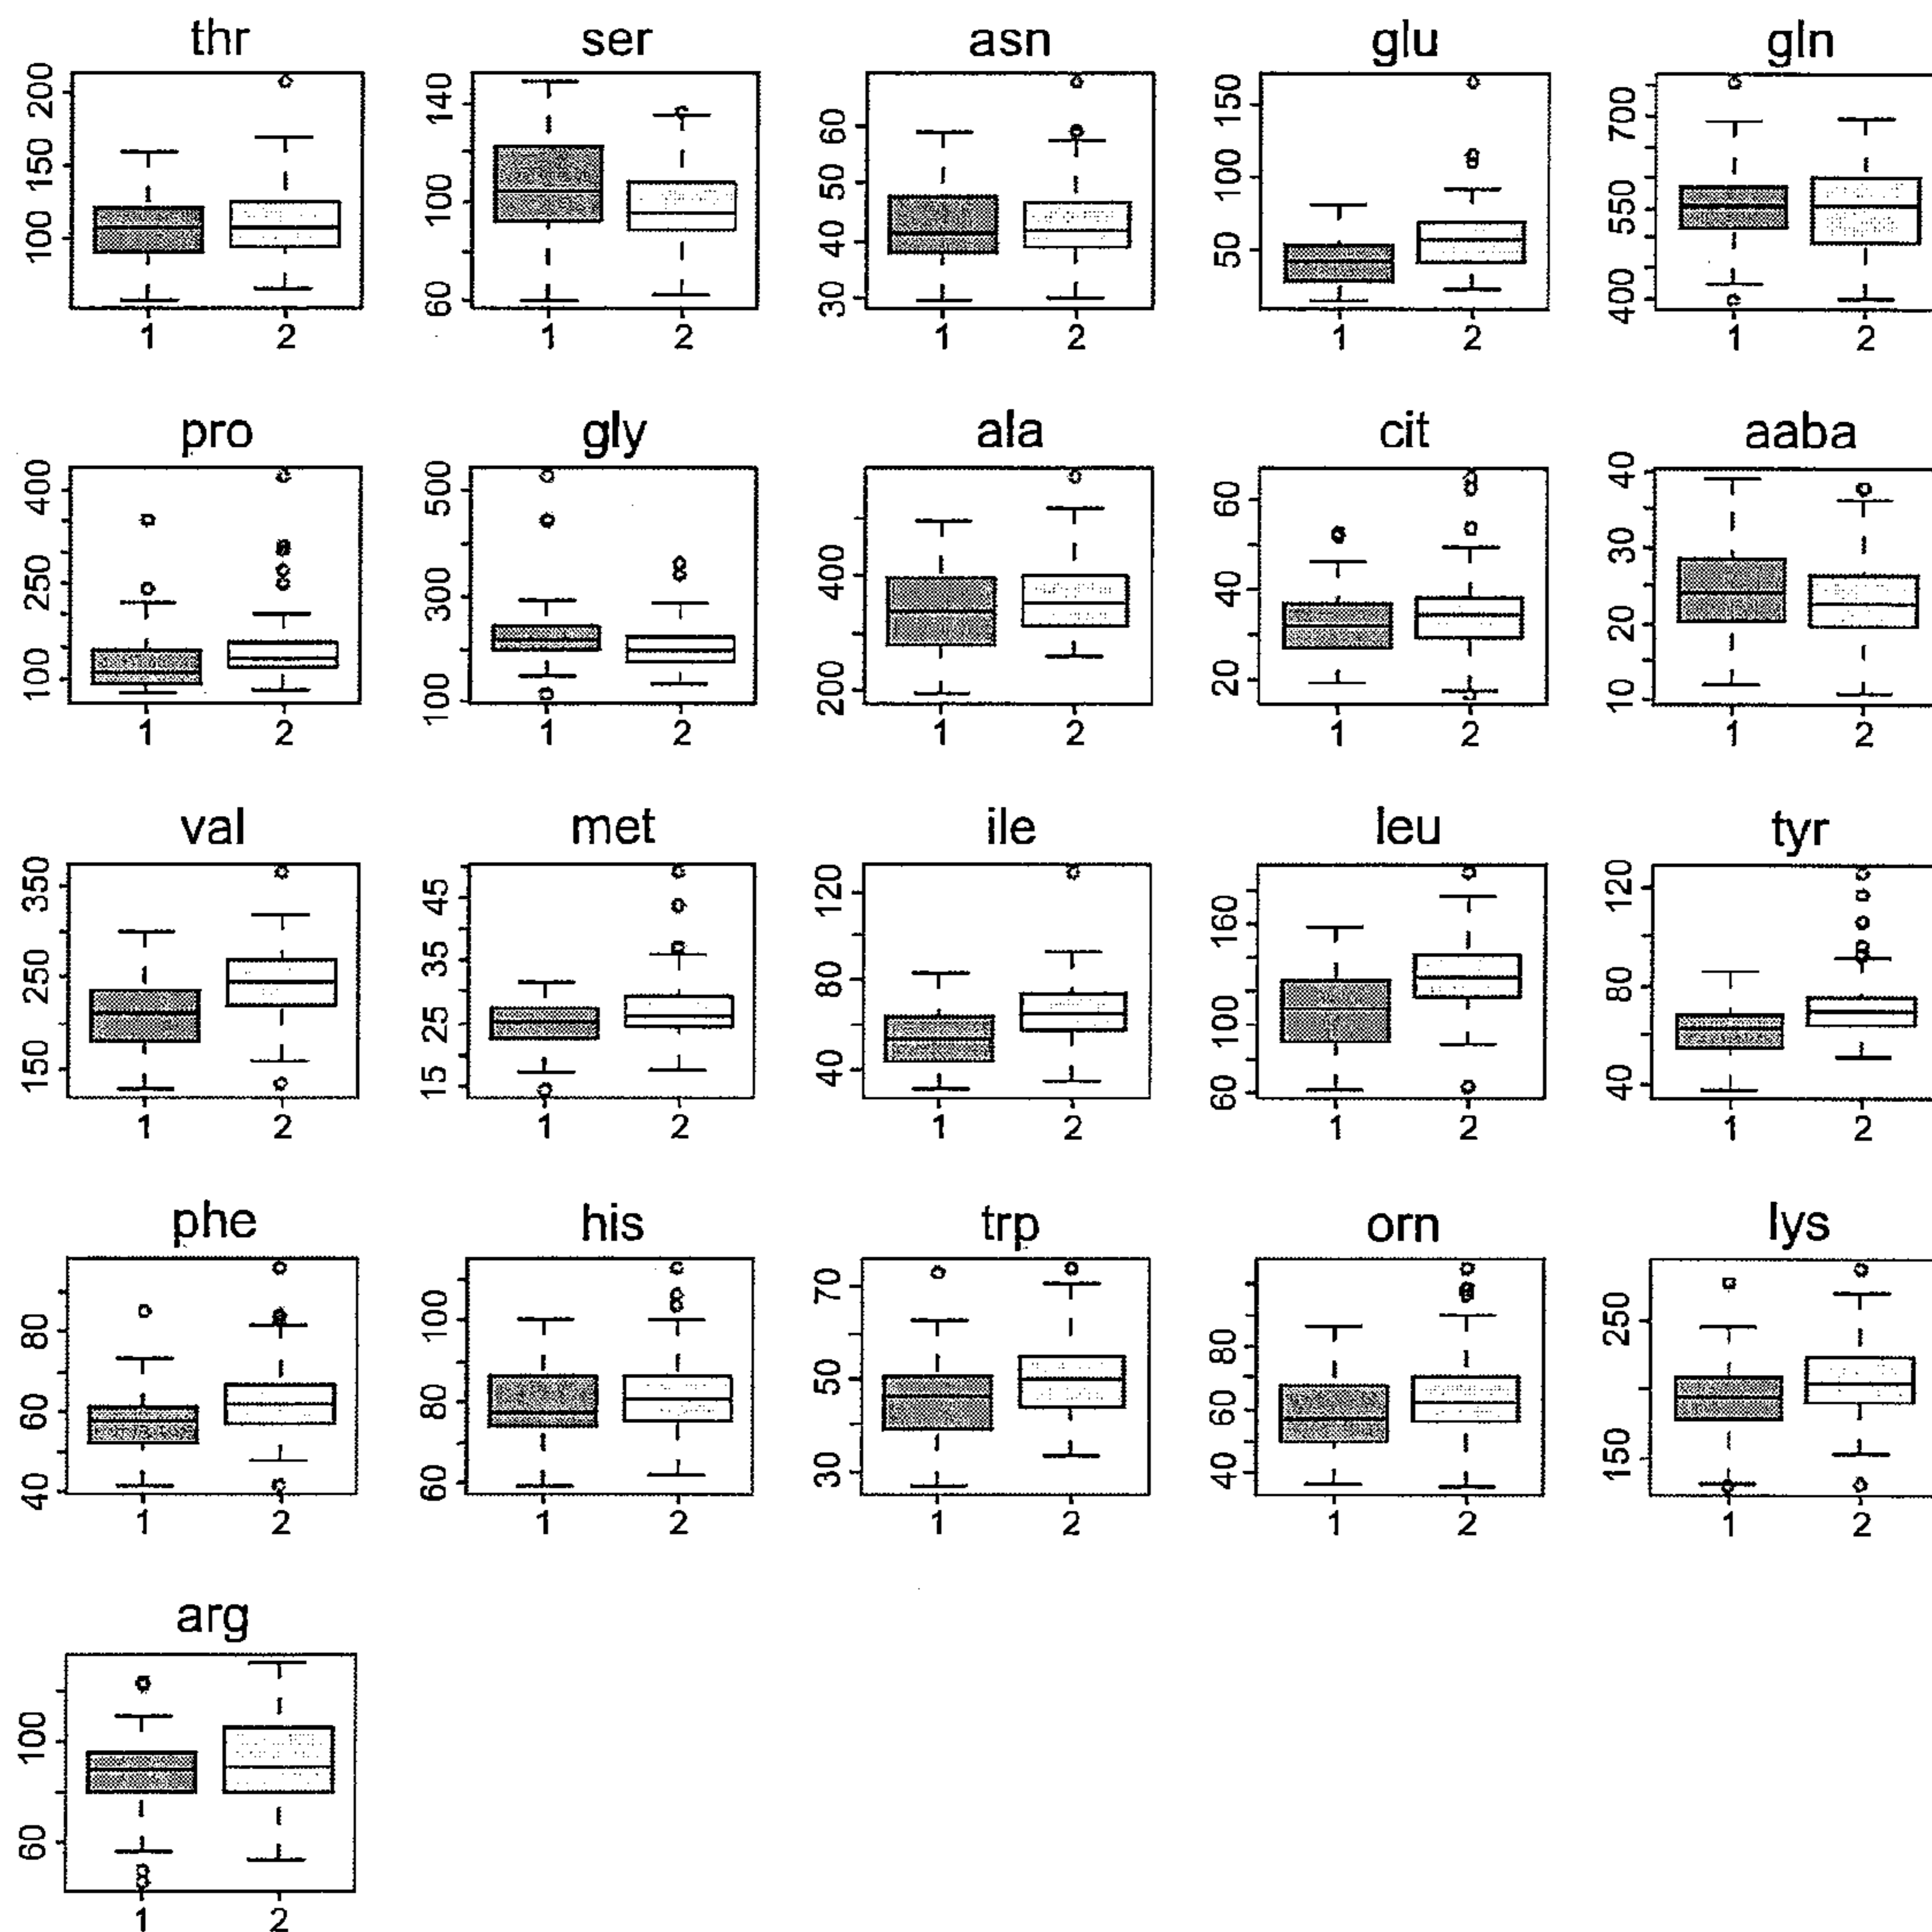 thr ser asn glu gln
200 150 100 1 2
140 100 60 1 2
60 50 40 30 1 2
150 100 50 1 2
700 550 400 1 2
pro gly ala cit aaba
400 250 100 1 2
500 300 100 1 2
400 200 1 2
60 40 20 1 2
40 30 20 10 1 2
val met ile leu tyr
350 250 150 1 2
45 35 25 15 1 2
120 80 40 1 2
160 100 60 1 2
120 80 40 1 2
phe his trp orn lys
80 60 40 1 2
100 80 60 1 2
70 50 30 1 2
80 60 40 1 2
250 150 1 2
arg
100 60 1 2